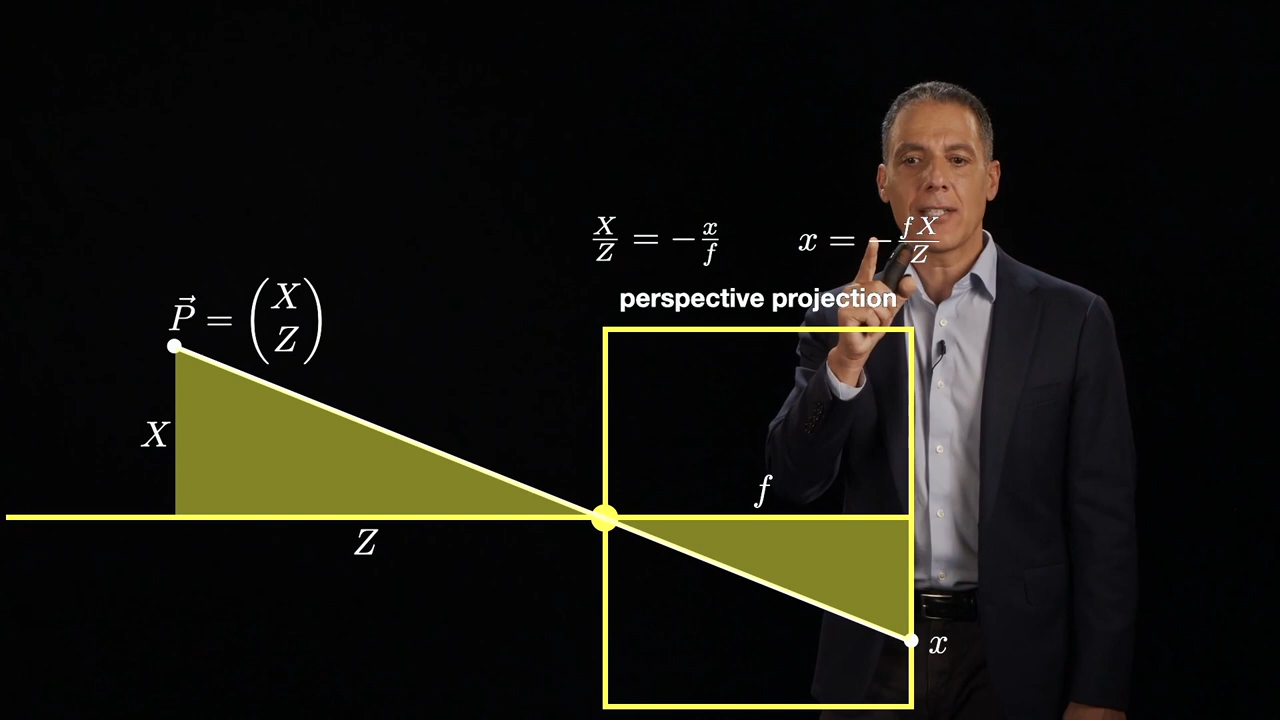 X/Z = −x/f
x = −fX/Z
perspective projection
P⃗ = (X Z)
X
f
Z
x